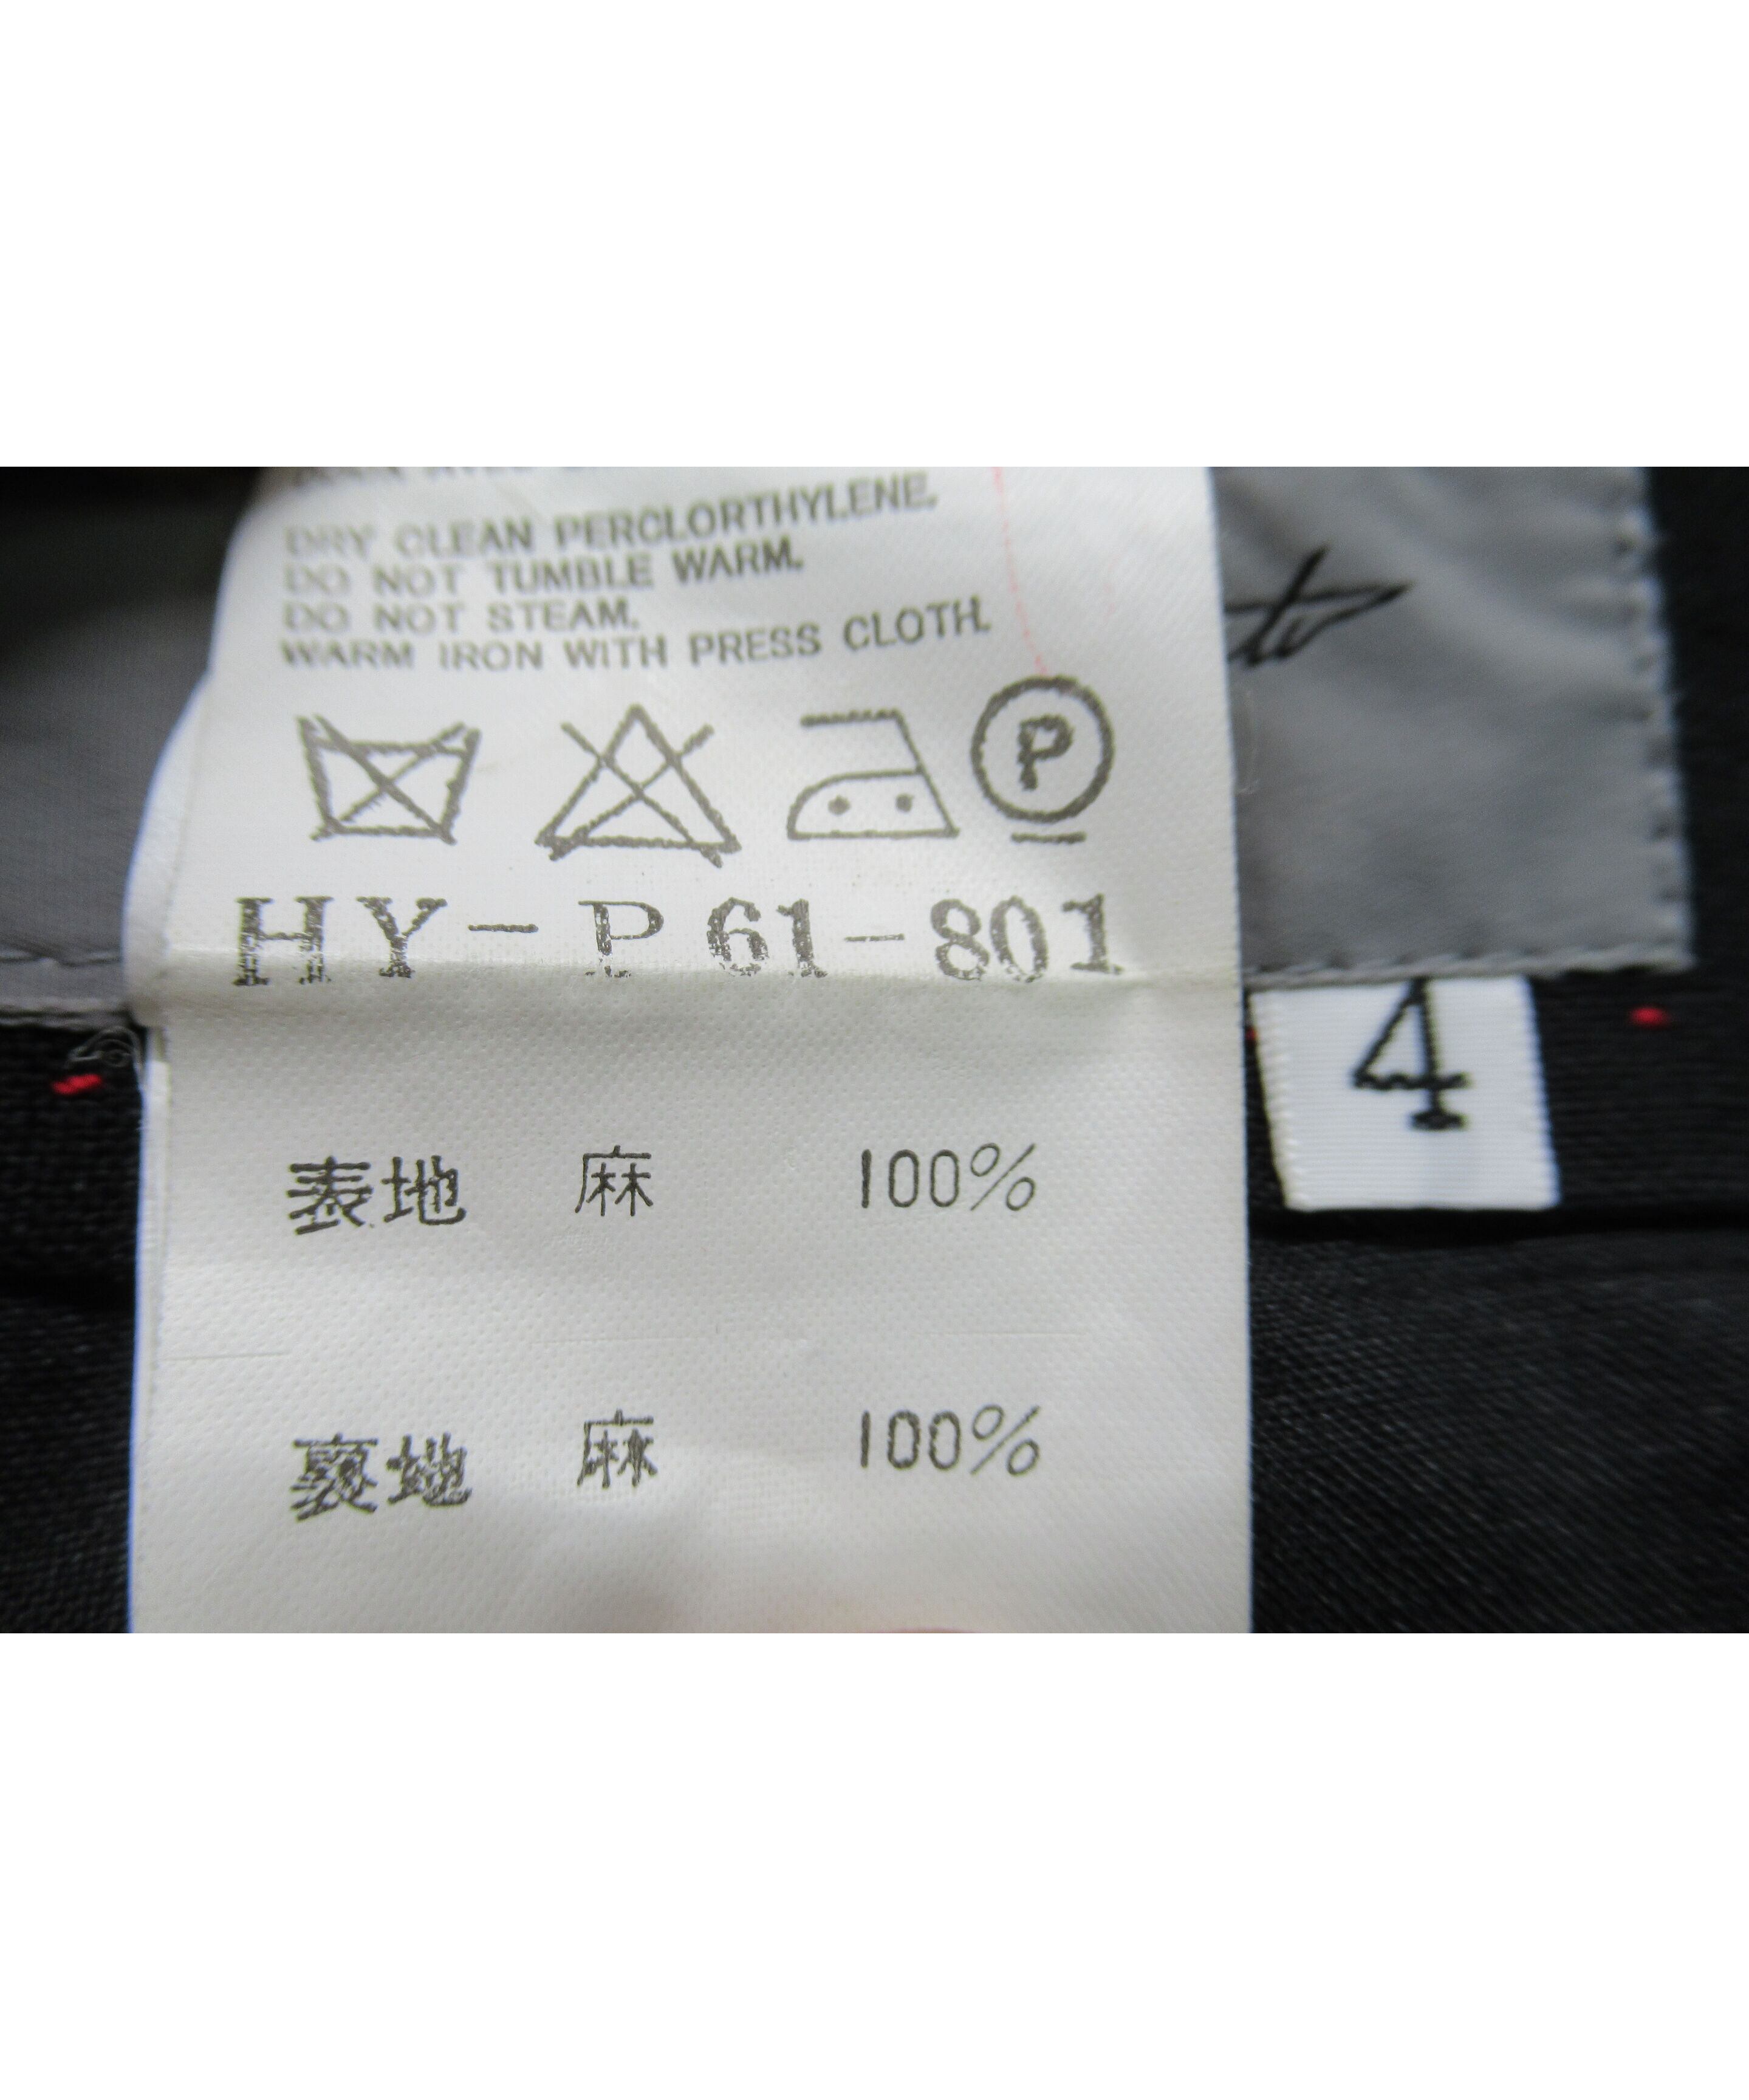 DRY CLEAN PERCLORTHYLENE.
DO NOT TUMBLE WARM.
DO NOT STEAM.
WARM IRON WITH PRESS CLOTH.
P
HY-P61-801
4
表地 麻 100%
裏地 麻 100%